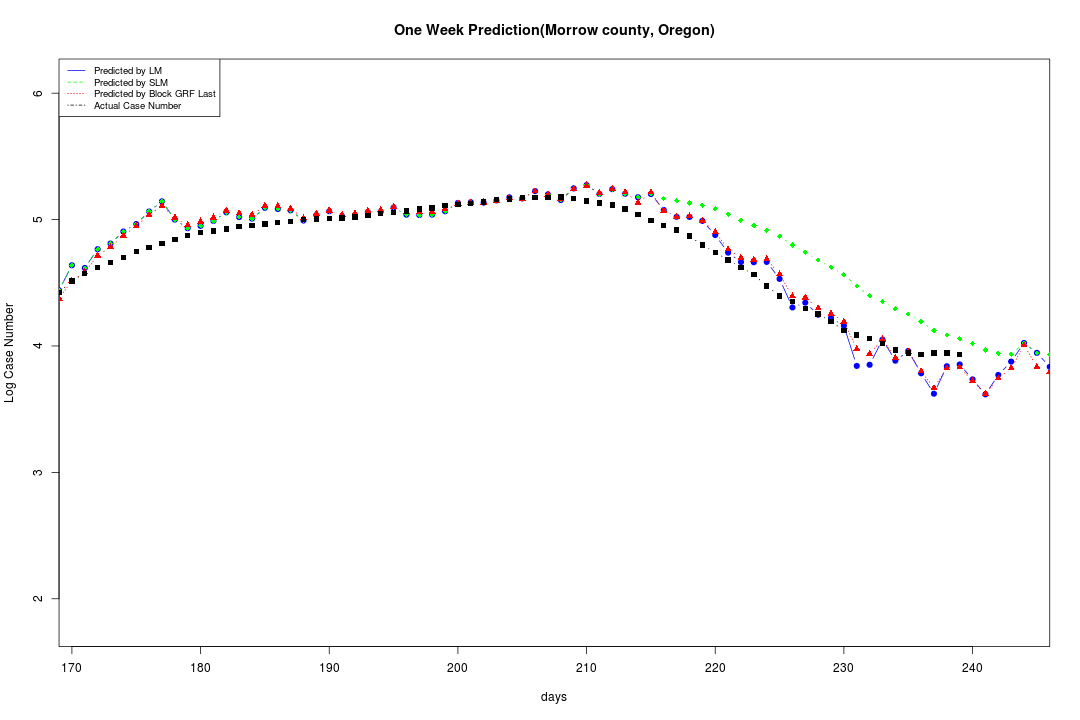 One Week Prediction(Morrow county, Oregon)
Predicted by LM
Predicted by SLM
Predicted by Block GRF Last
Actual Case Number
6
5
4
3
2
Log Case Number
170 180 190 200 210 220 230 240
days